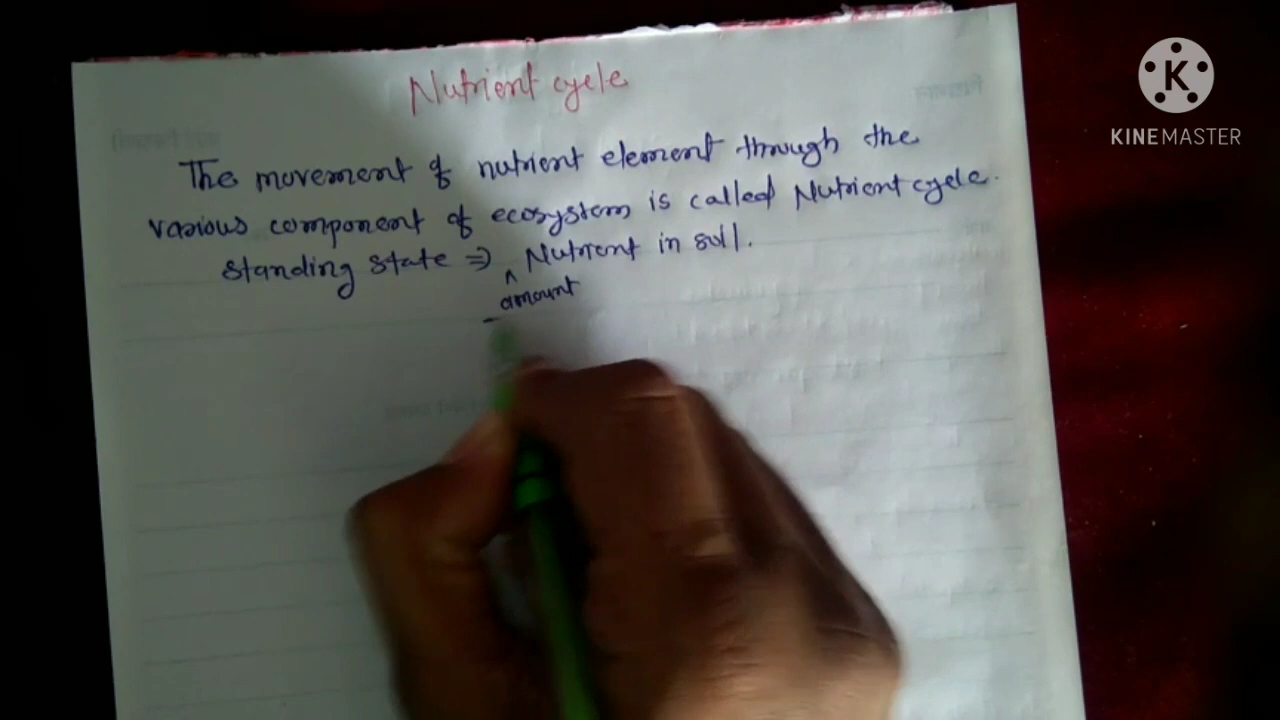 Nutrient cycle
The movement of nutrient element through the
various component of ecosystem is called Nutrient cycle.
standing state ⇒ ^ Nutrient in soil.
amount
K
KINEMASTER